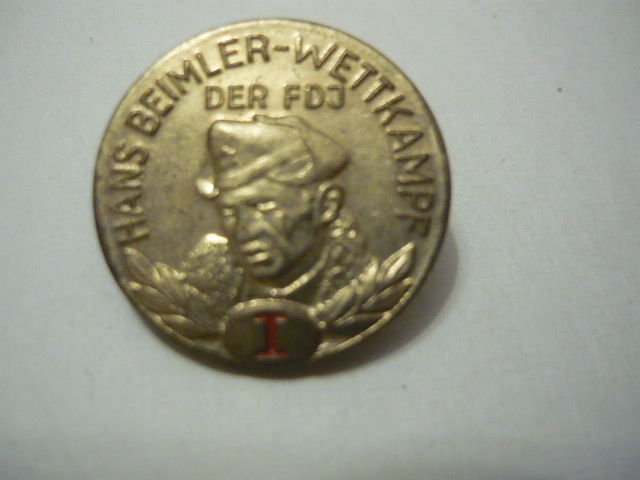 HANS BEIMLER-WETTKAMPF
DER FDJ
I